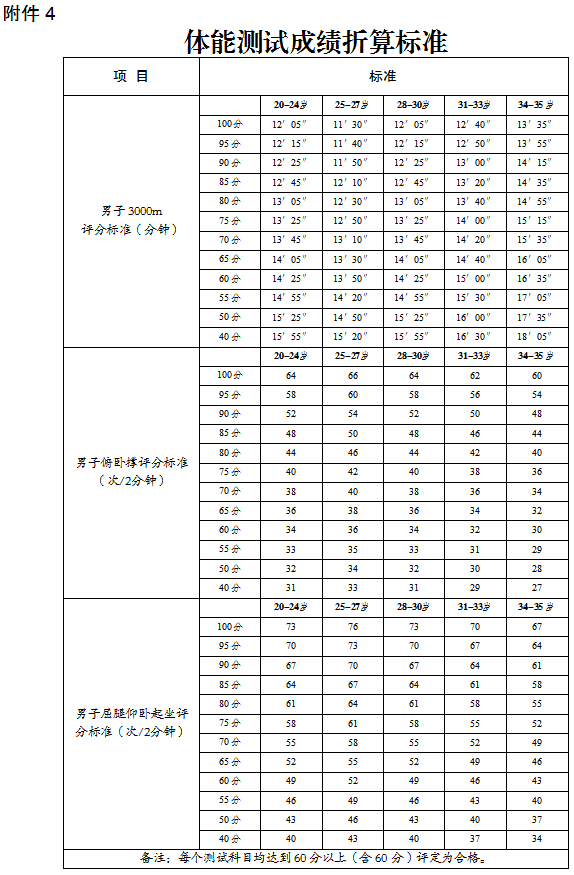 附件 4
体能测试成绩折算标准
项 目 标准
20–24岁 25–27岁 28–30岁 31–33岁 34–35岁
男子 3000m
评分标准（分钟）
100分 12′05″ 11′30″ 12′05″ 12′40″ 13′35″
95分 12′15″ 11′40″ 12′15″ 12′50″ 13′55″
90分 12′25″ 11′50″ 12′25″ 13′00″ 14′15″
85分 12′45″ 12′10″ 12′45″ 13′20″ 14′35″
80分 13′05″ 12′30″ 13′05″ 13′40″ 14′55″
75分 13′25″ 12′50″ 13′25″ 14′00″ 15′15″
70分 13′45″ 13′10″ 13′45″ 14′20″ 15′35″
65分 14′05″ 13′30″ 14′05″ 14′40″ 16′05″
60分 14′25″ 13′50″ 14′25″ 15′00″ 16′35″
55分 14′55″ 14′20″ 14′55″ 15′30″ 17′05″
50分 15′25″ 14′50″ 15′25″ 16′00″ 17′35″
40分 15′55″ 15′20″ 15′55″ 16′30″ 18′05″
20–24岁 25–27岁 28–30岁 31–33岁 34–35岁
男子俯卧撑评分标准
（次/2分钟）
100分 64 66 64 62 60
95分 58 60 58 56 54
90分 52 54 52 50 48
85分 48 50 48 46 44
80分 44 46 44 42 40
75分 40 42 40 38 36
70分 38 40 38 36 34
65分 36 38 36 34 32
60分 34 36 34 32 30
55分 33 35 33 31 29
50分 32 34 32 30 28
40分 31 33 31 29 27
20–24岁 25–27岁 28–30岁 31–33岁 34–35岁
男子屈腿仰卧起坐评
分标准（次/2分钟）
100分 73 76 73 70 67
95分 70 73 70 67 64
90分 67 70 67 64 61
85分 64 67 64 61 58
80分 61 64 61 58 55
75分 58 61 58 55 52
70分 55 58 55 52 49
65分 52 55 52 49 46
60分 49 52 49 46 43
55分 46 49 46 43 40
50分 43 46 43 40 37
40分 40 43 40 37 34
备注：每个测试科目均达到 60 分以上（含 60 分）评定为合格。